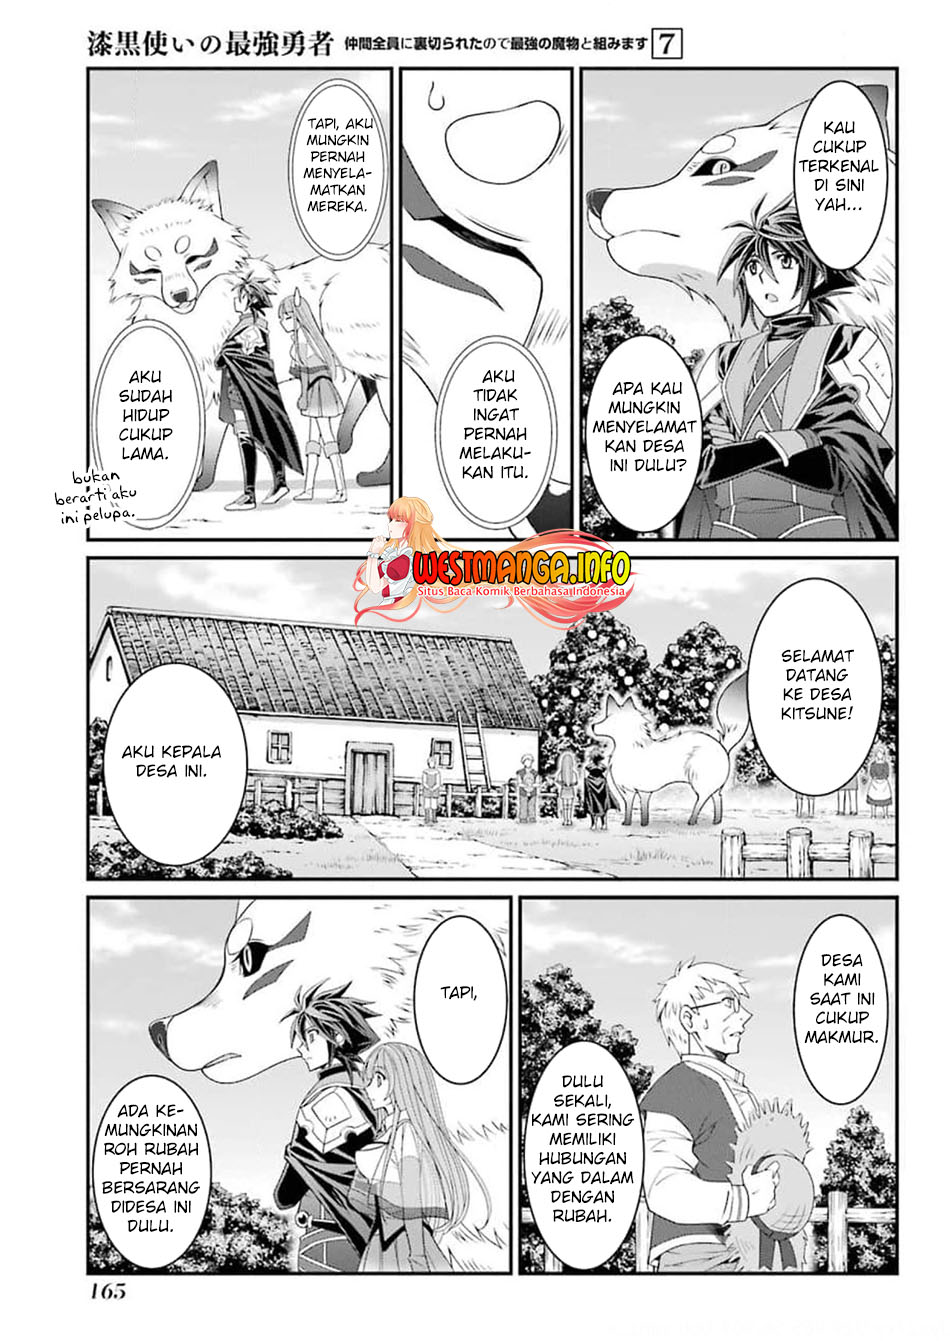 漆黒使いの最強勇者 仲間全員に裏切られたので最強の魔物と組みます 7
KAU
CUKUP
TERKENAL
DI SINI
YAH...
APA KAU
MUNGKIN
MENYELAMAT
KAN DESA
INI DULU?
AKU
TIDAK
INGAT
PERNAH
MELAKU-
KAN ITU.
TAPI, AKU
MUNGKIN
PERNAH
MENYELA-
MATKAN
MEREKA.
AKU
SUDAH
HIDUP
CUKUP
LAMA.
bukan
berarti aku
ini pelupa.
WESTMANGA.INFO
Situs Baca Komik Berbahasa Indonesia
SELAMAT
DATANG
KE DESA
KITSUNE!
AKU KEPALA
DESA INI.
DESA
KAMI
SAAT INI
CUKUP
MAKMUR.
DULU
SEKALI,
KAMI SERING
MEMILIKI
HUBUNGAN
YANG DALAM
DENGAN
RUBAH.
TAPI,
ADA KE-
MUNGKINAN
ROH RUBAH
PERNAH
BERSARANG
DIDESA INI
DULU.
165